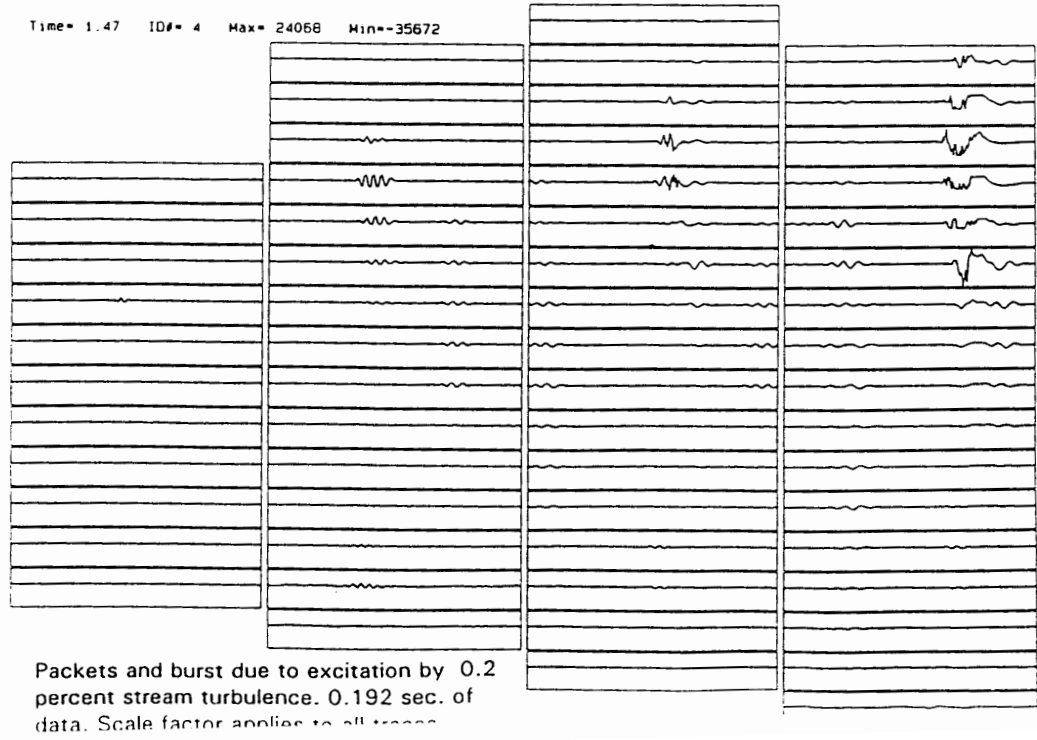 Time= 1.47 ID#= 4 Max= 24068 Min=-35672
Packets and burst due to excitation by 0.2
percent stream turbulence. 0.192 sec. of
data. Scale factor applies to all traces